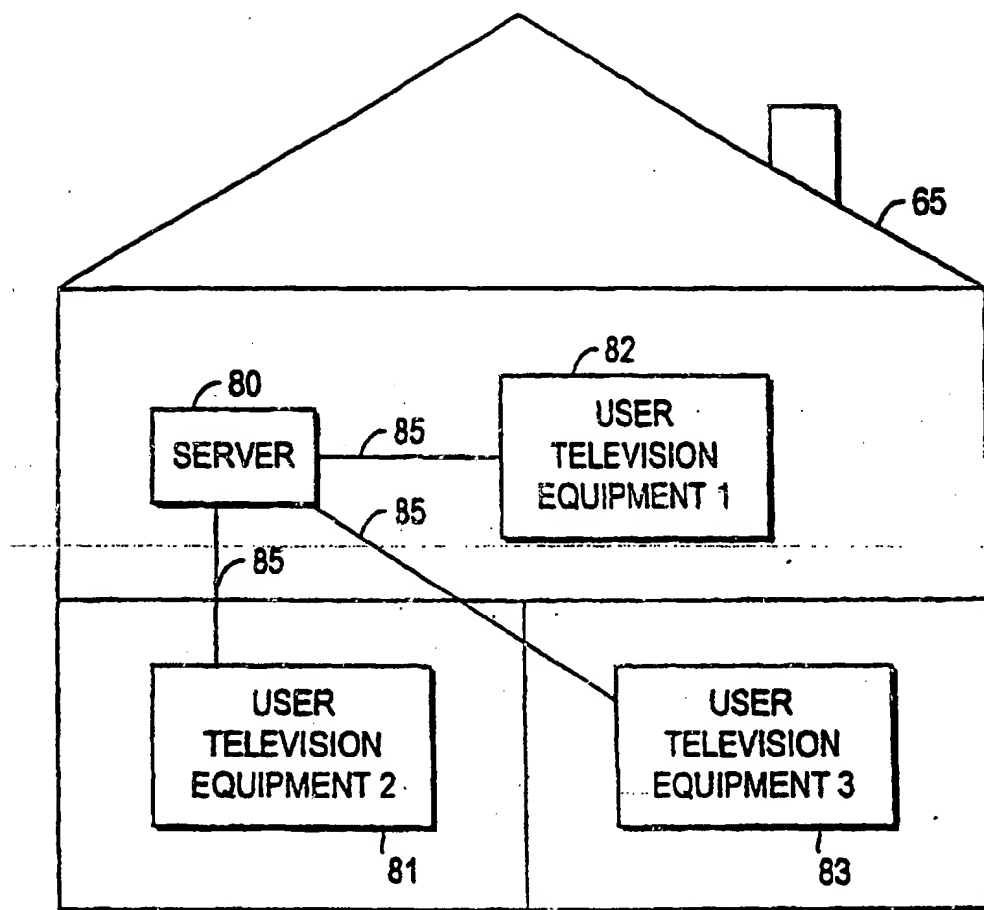 65
82
80
USER
TELEVISION
EQUIPMENT 1
SERVER
85
85
85
USER
TELEVISION
EQUIPMENT 2
USER
TELEVISION
EQUIPMENT 3
81
83